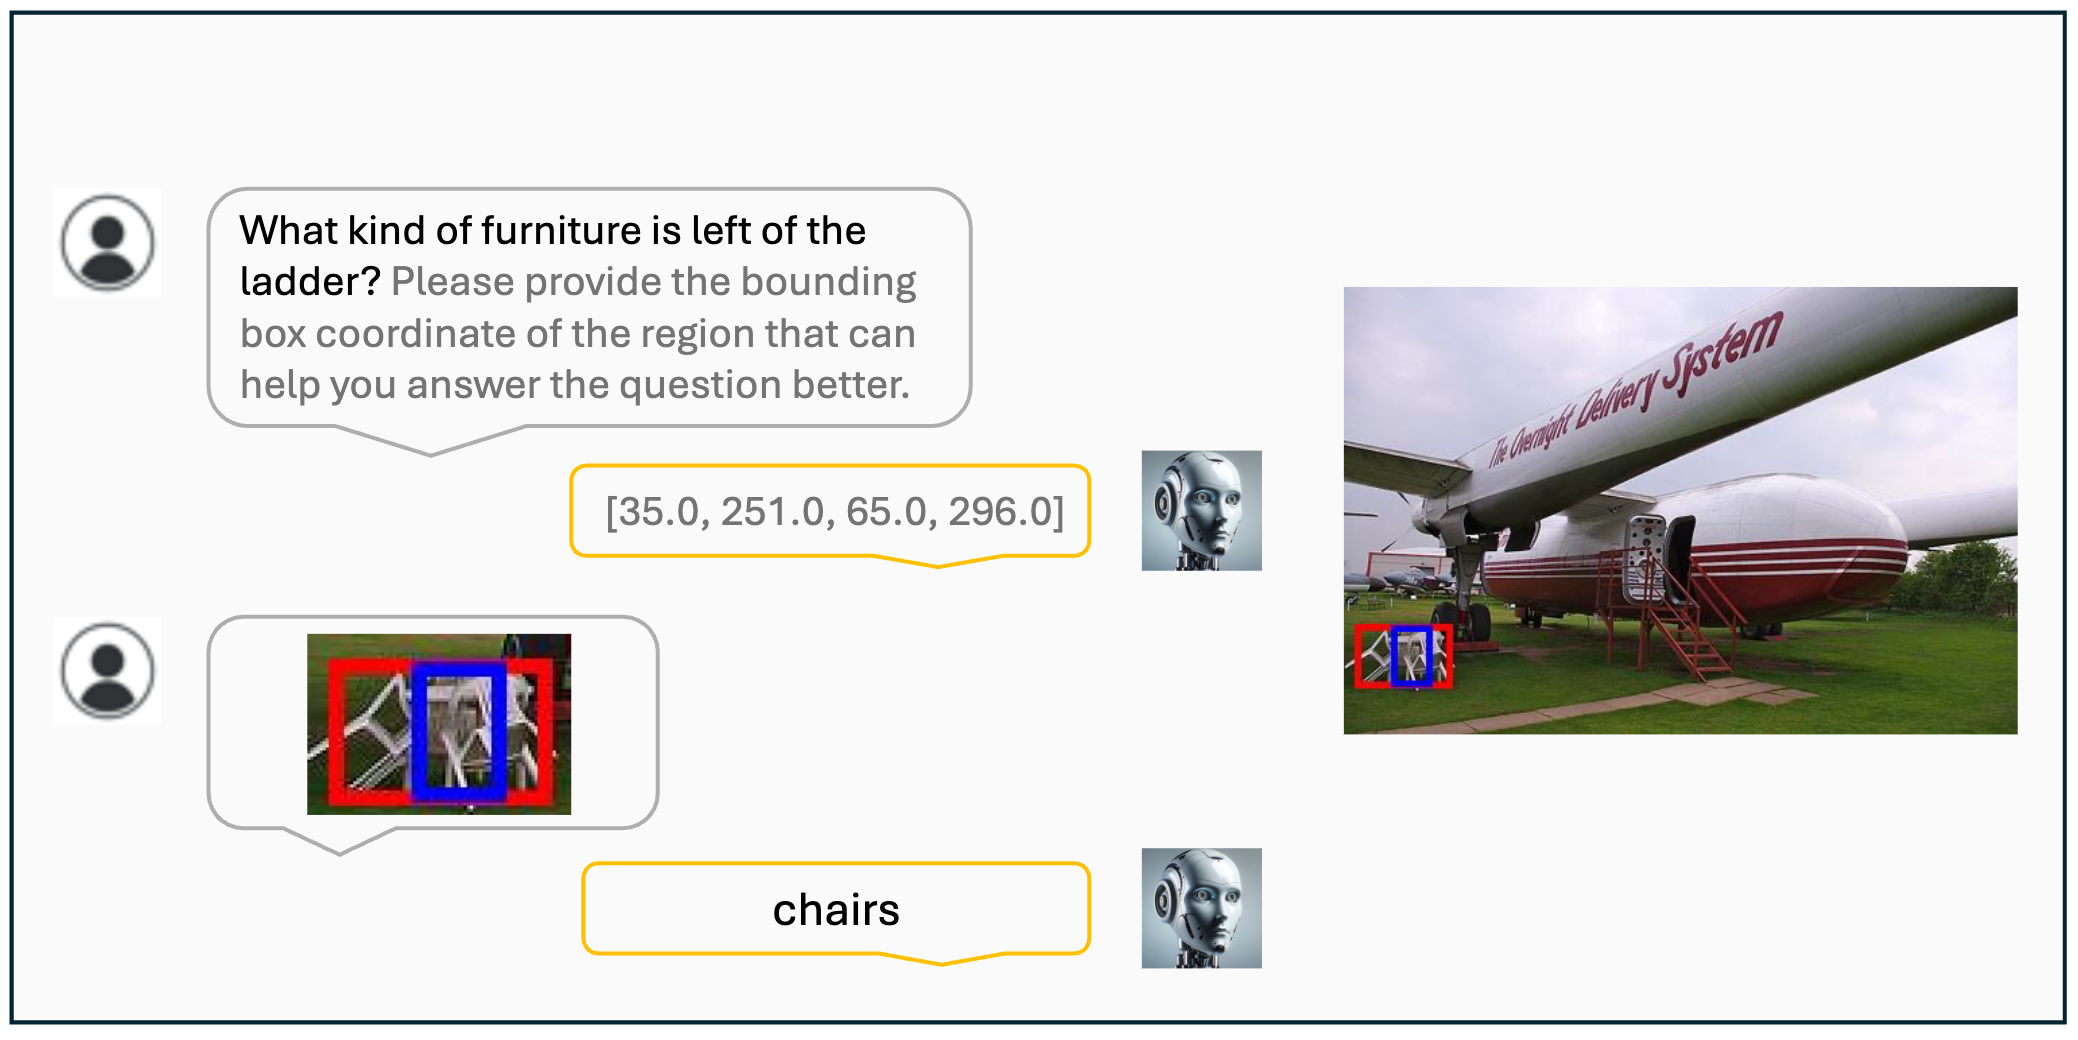 What kind of furniture is left of the
ladder? Please provide the bounding
box coordinate of the region that can
help you answer the question better.
[35.0, 251.0, 65.0, 296.0]
The Overnight Delivery System
chairs